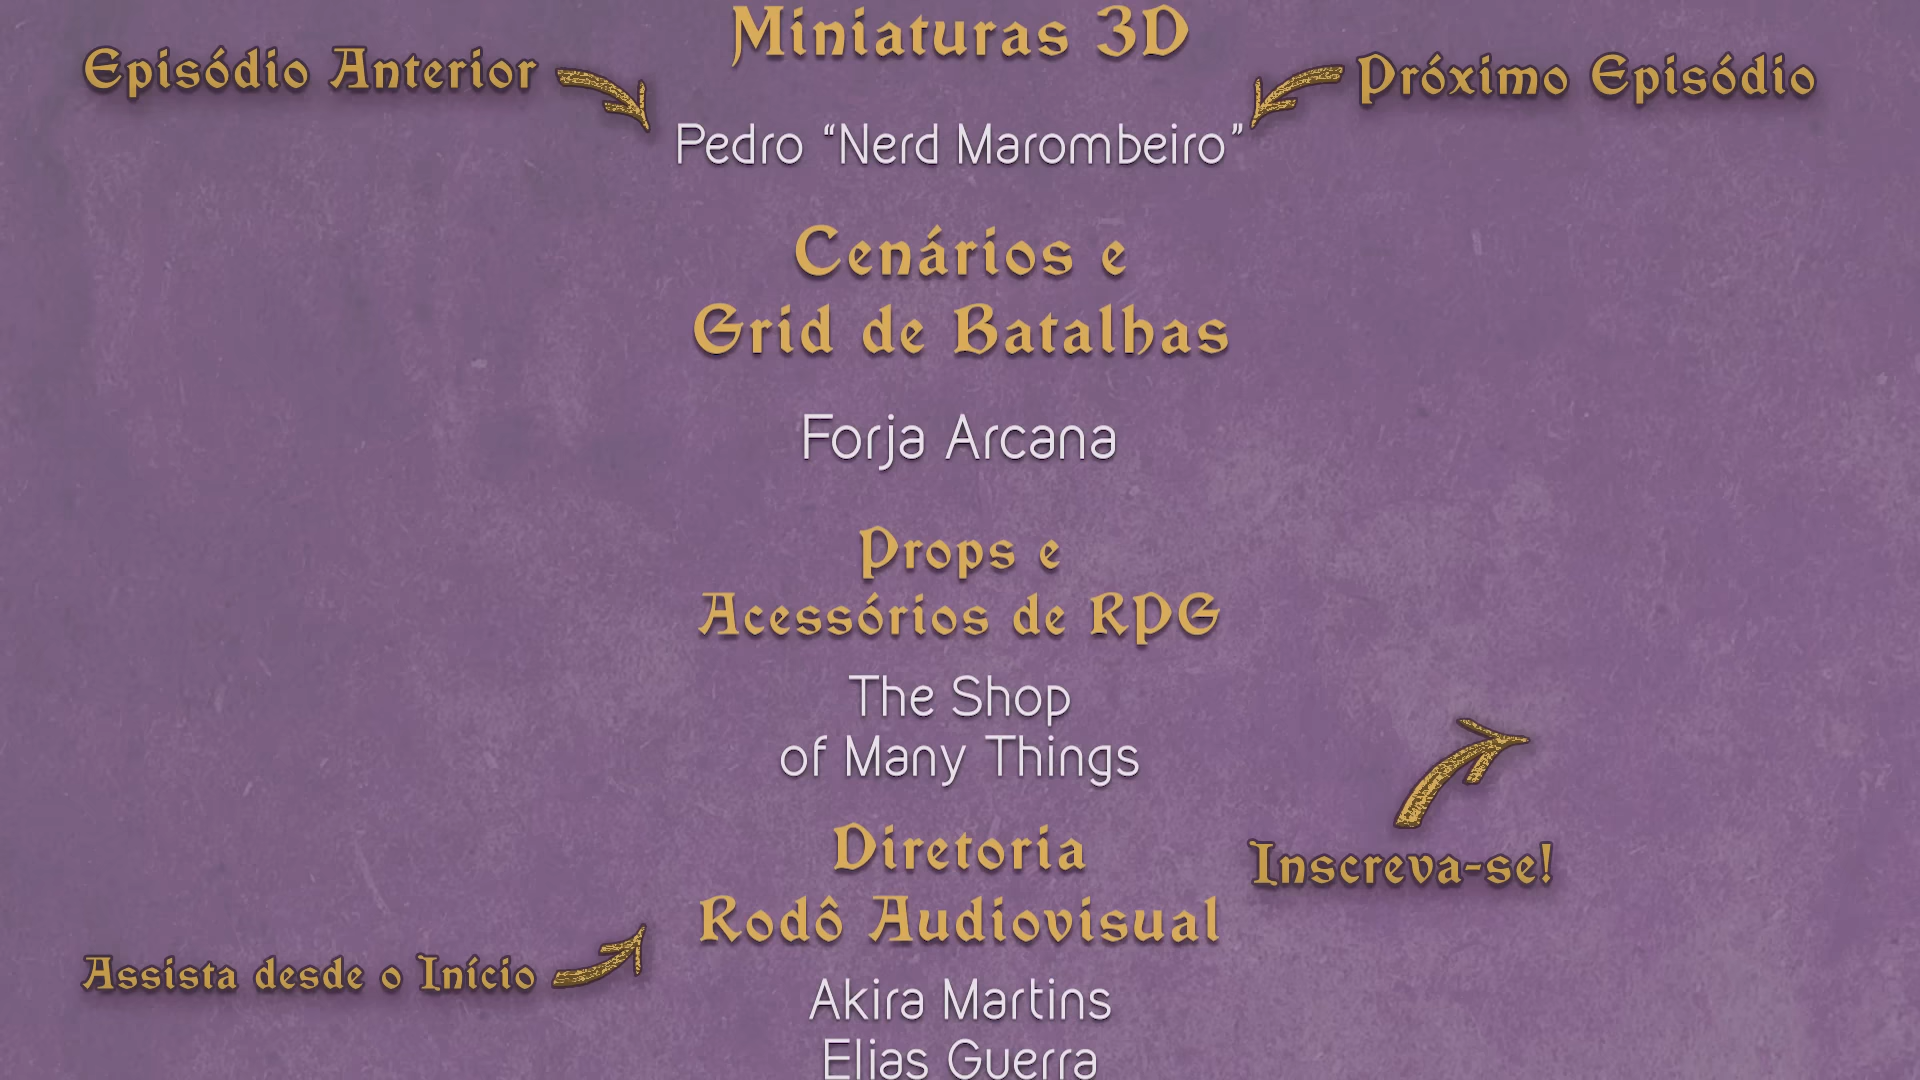 Miniaturas 3D
Episódio Anterior
Próximo Episódio
Pedro “Nerd Marombeiro”
Cenários e
Grid de Batalhas
Forja Arcana
Props e
Acessórios de RPG
The Shop
of Many Things
Diretoria
Rodô Audiovisual
Inscreva-se!
Assista desde o Início
Akira Martins
Elias Guerra